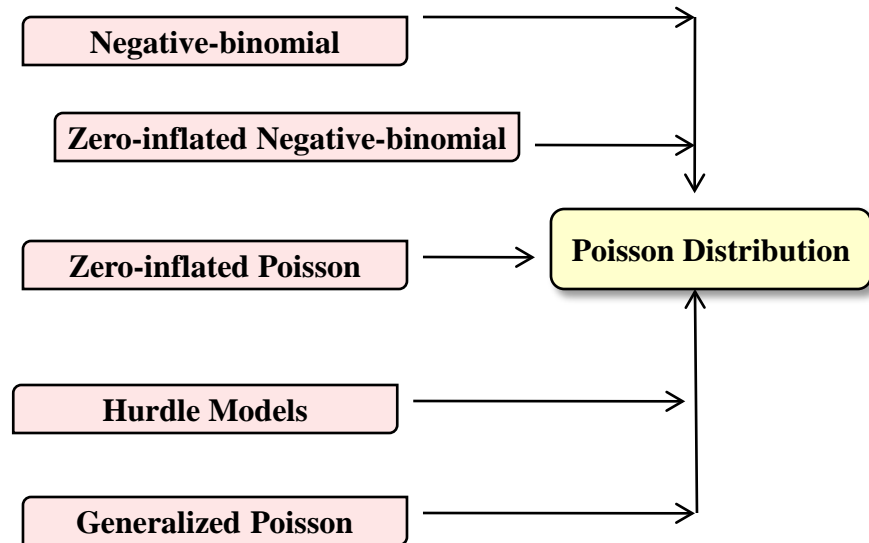 Negative-binomial
Zero-inflated Negative-binomial
Zero-inflated Poisson
Poisson Distribution
Hurdle Models
Generalized Poisson